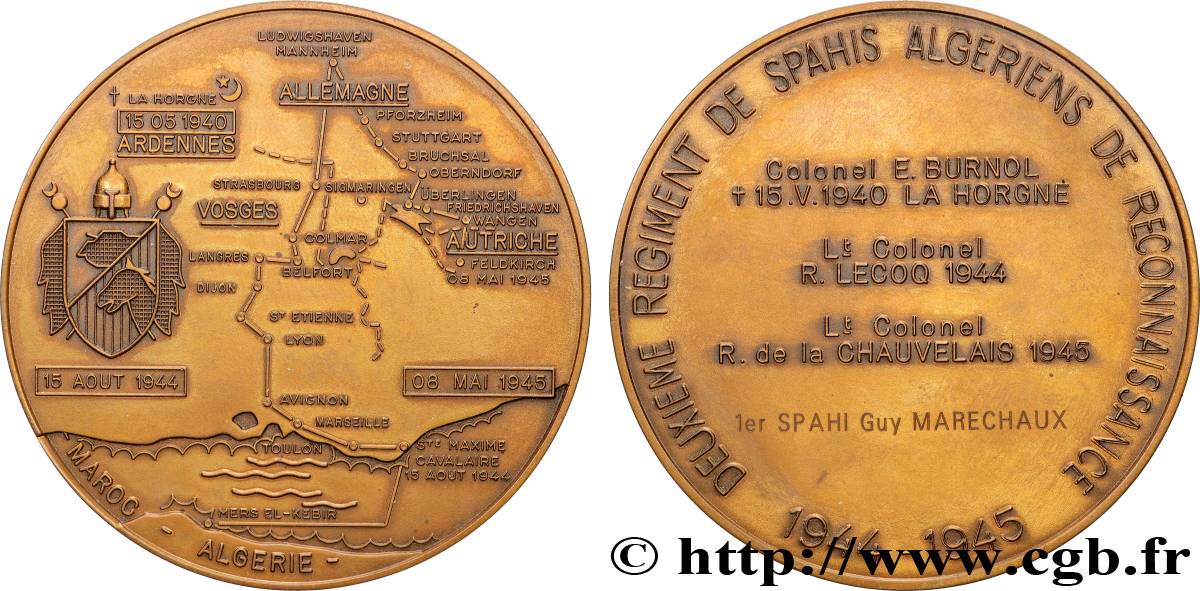 LUDWIGSHAVEN
MANNHEIM
ALLEMAGNE
† LA HORGNE
15 05 1940
ARDENNES
PFORZHEIM
STUTTGART
BRUCHSAL
OBERNDORF
STRASBOURG
SIGMARINGEN
ÜBERLINGEN
FRIEDRICHSHAVEN
WANGEN
VOSGES
AUTRICHE
COLMAR
LANGRES
BELFORT
FELDKIRCH
08 MAI 1945
DIJON
ST ETIENNE
LYON
15 AOUT 1944
08 MAI 1945
AVIGNON
MARSEILLE
TOULON
STE MAXIME
CAVALAIRE
15 AOUT 1944
MERS EL-KEBIR
MAROC - ALGERIE -
DEUXIEME REGIMENT DE SPAHIS ALGERIENS DE RECONNAISSANCE
Colonel E. BURNOL
† 15.V.1940 LA HORGNE
Lt Colonel
R. LECOQ 1944
Lt Colonel
R. de la CHAUVELAIS 1945
1er SPAHI Guy MARECHAUX
1944 1945
© http://www.cgb.fr